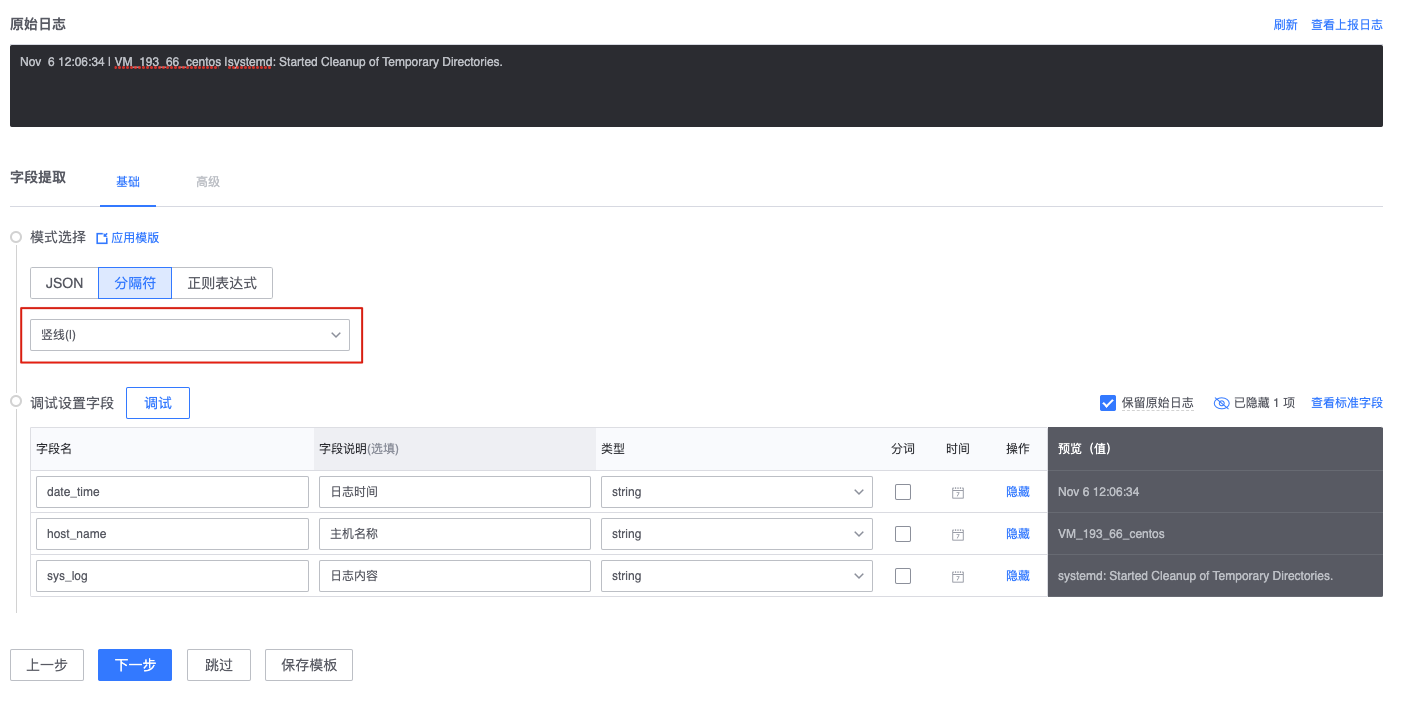 原始日志 刷新 查看上报日志
Nov  6 12:06:34 | VM_193_66_centos |systemd: Started Cleanup of Temporary Directories.
字段提取 基础 高级
模式选择 应用模版
JSON 分隔符 正则表达式
竖线(|)
调试设置字段 调试 保留原始日志 已隐藏 1 项 查看标准字段
字段名 字段说明(选填) 类型 分词 时间 操作 预览（值）
date_time 日志时间 string 隐藏 Nov 6 12:06:34
host_name 主机名称 string 隐藏 VM_193_66_centos
sys_log 日志内容 string 隐藏 systemd: Started Cleanup of Temporary Directories.
上一步 下一步 跳过 保存模板